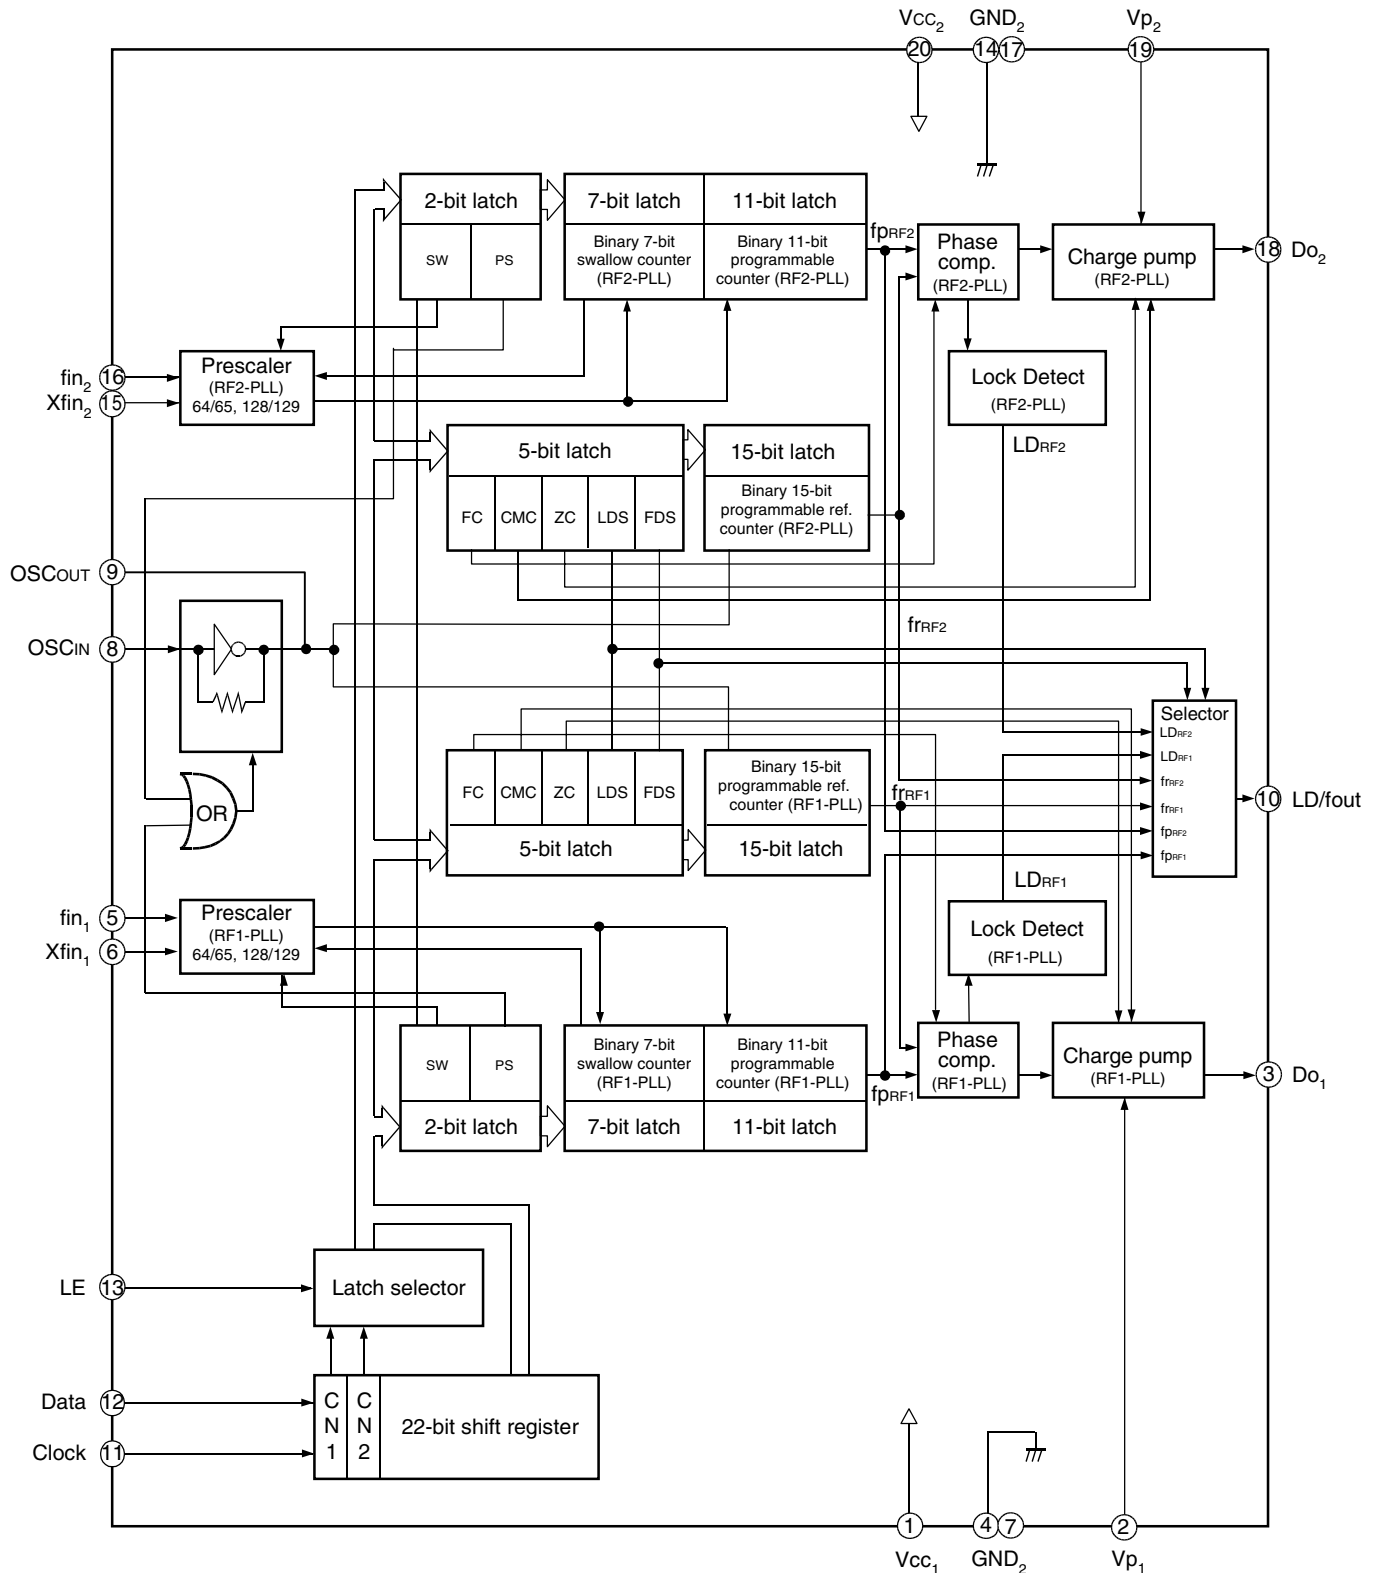 VCC2 GND2 Vp2
20 14 17 19
2-bit latch 7-bit latch 11-bit latch
SW PS
Binary 7-bit
swallow counter
(RF2-PLL)
Binary 11-bit
programmable
counter (RF2-PLL)
fpRF2
Phase
comp.
(RF2-PLL)
Charge pump
(RF2-PLL)
18 Do2
fin2 16
Xfin2 15
Prescaler
(RF2-PLL)
64/65, 128/129
Lock Detect
(RF2-PLL)
LDRF2
5-bit latch 15-bit latch
FC CMC ZC LDS FDS
Binary 15-bit
programmable ref.
counter (RF2-PLL)
OSCOUT 9
OSCIN 8
frRF2
Selector
LDRF2
LDRF1
frRF2
frRF1
fpRF2
fpRF1
10 LD/fout
FC CMC ZC LDS FDS
Binary 15-bit
programmable ref.
counter (RF1-PLL)
frRF1
5-bit latch 15-bit latch
OR
LDRF1
fin1 5
Xfin1 6
Prescaler
(RF1-PLL)
64/65, 128/129
Lock Detect
(RF1-PLL)
SW PS
Binary 7-bit
swallow counter
(RF1-PLL)
Binary 11-bit
programmable
counter (RF1-PLL)
fpRF1
Phase
comp.
(RF1-PLL)
Charge pump
(RF1-PLL)
3 Do1
2-bit latch 7-bit latch 11-bit latch
LE 13
Latch selector
Data 12
Clock 11
CN1
CN2
22-bit shift register
1 4 7 2
Vcc1 GND2 Vp1